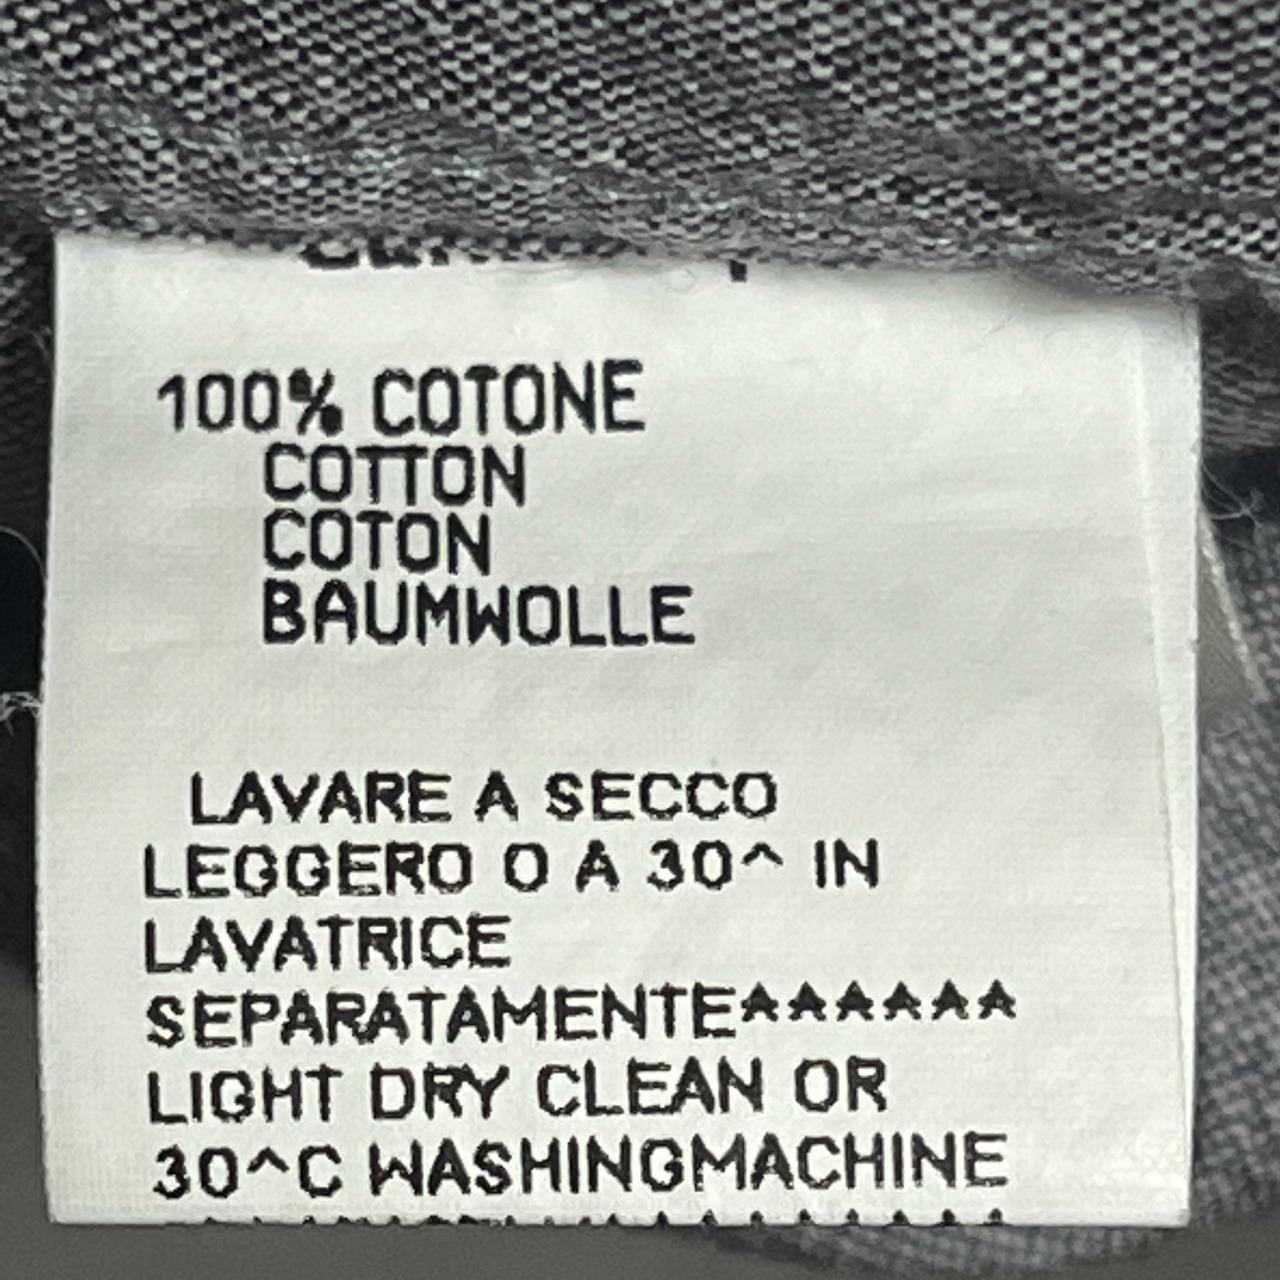 100% COTONE
COTTON
COTON
BAUMWOLLE
LAVARE A SECCO
LEGGERO O A 30^ IN
LAVATRICE
SEPARATAMENTE******
LIGHT DRY CLEAN OR
30^C WASHINGMACHINE